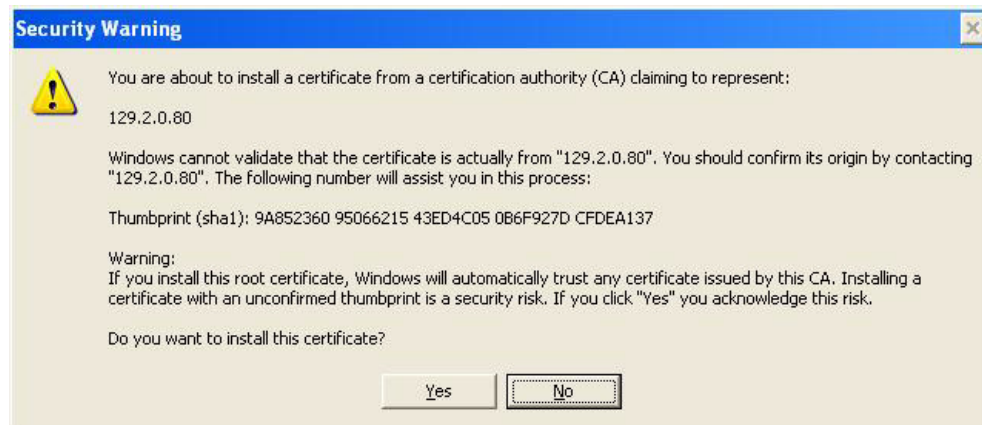 Security Warning
You are about to install a certificate from a certification authority (CA) claiming to represent:
129.2.0.80
Windows cannot validate that the certificate is actually from "129.2.0.80". You should confirm its origin by contacting
"129.2.0.80". The following number will assist you in this process:
Thumbprint (sha1): 9A852360 95066215 43ED4C05 0B6F927D CFDEA137
Warning:
If you install this root certificate, Windows will automatically trust any certificate issued by this CA. Installing a
certificate with an unconfirmed thumbprint is a security risk. If you click "Yes" you acknowledge this risk.
Do you want to install this certificate?
Yes
No